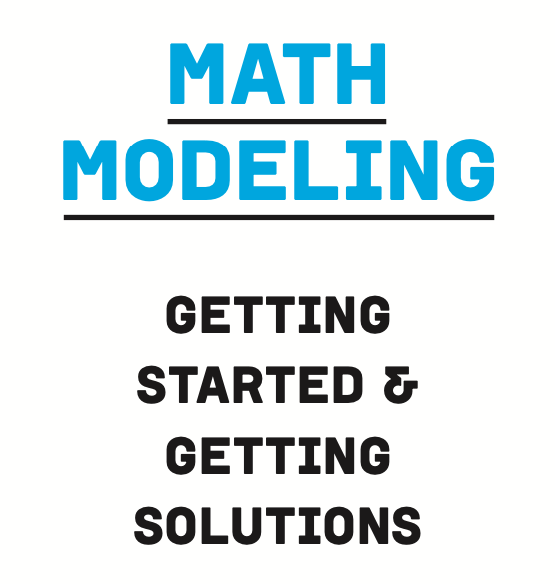 MATH
MODELING
GETTING
STARTED &
GETTING
SOLUTIONS